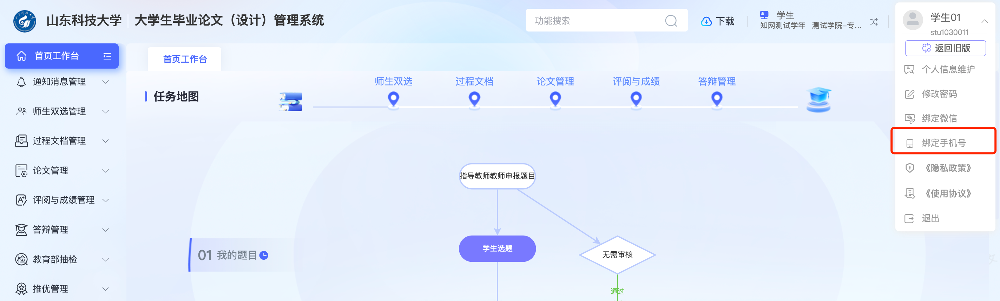 山东科技大学
大学生毕业论文（设计）管理系统
功能搜索
下载
学生
知网测试学年 测试学院-专...
学生01
stu1030011
返回旧版
个人信息维护
修改密码
绑定微信
绑定手机号
《隐私政策》
《使用协议》
退出
首页工作台
通知消息管理
师生双选管理
过程文档管理
论文管理
评阅与成绩管理
答辩管理
检
教育部抽检
推优管理
首页工作台
任务地图
师生双选
过程文档
论文管理
评阅与成绩
答辩管理
指导教师教师申报题目
学生选题
无需审核
01 我的题目
通过